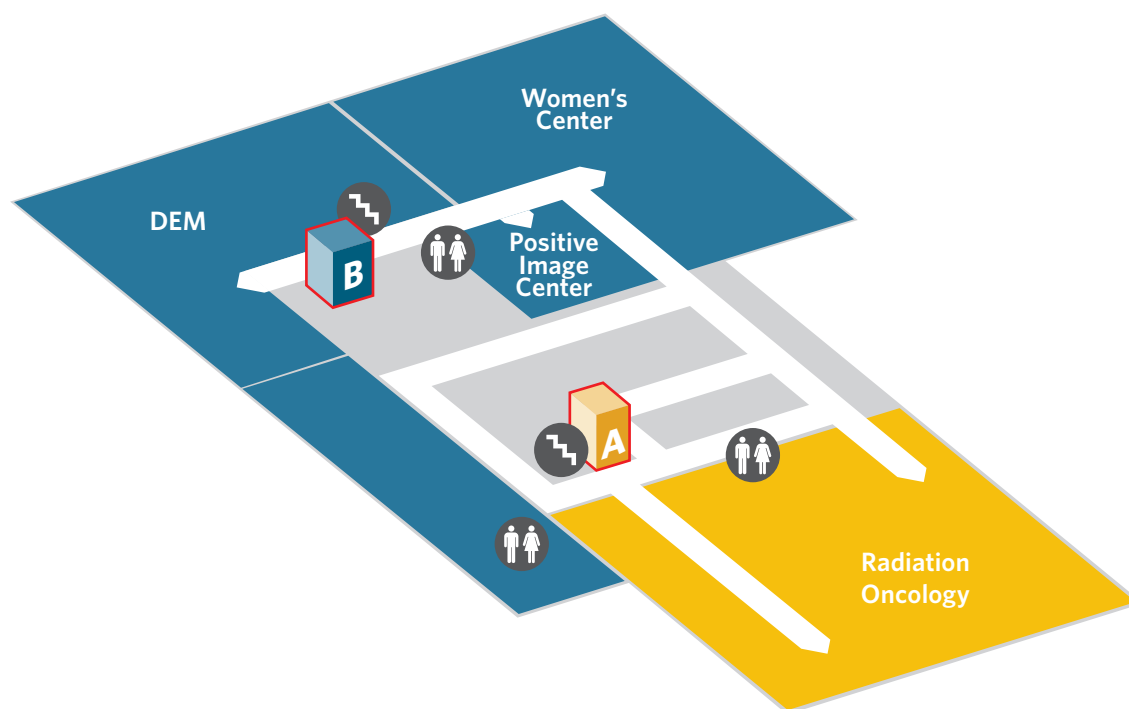 Women's
Center
DEM
Positive
Image
Center
B
A
Radiation
Oncology